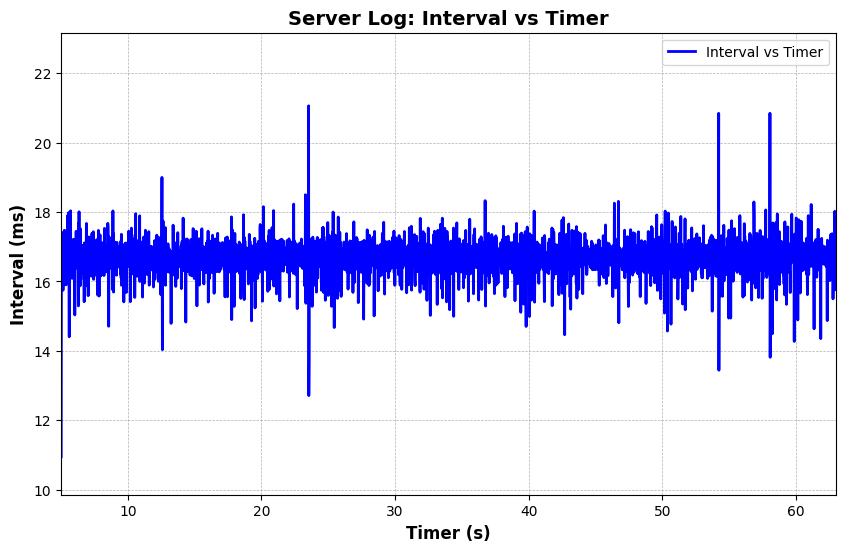 Server Log: Interval vs Timer
Interval vs Timer
Interval (ms)
22
20
18
16
14
12
10
10 20 30 40 50 60
Timer (s)